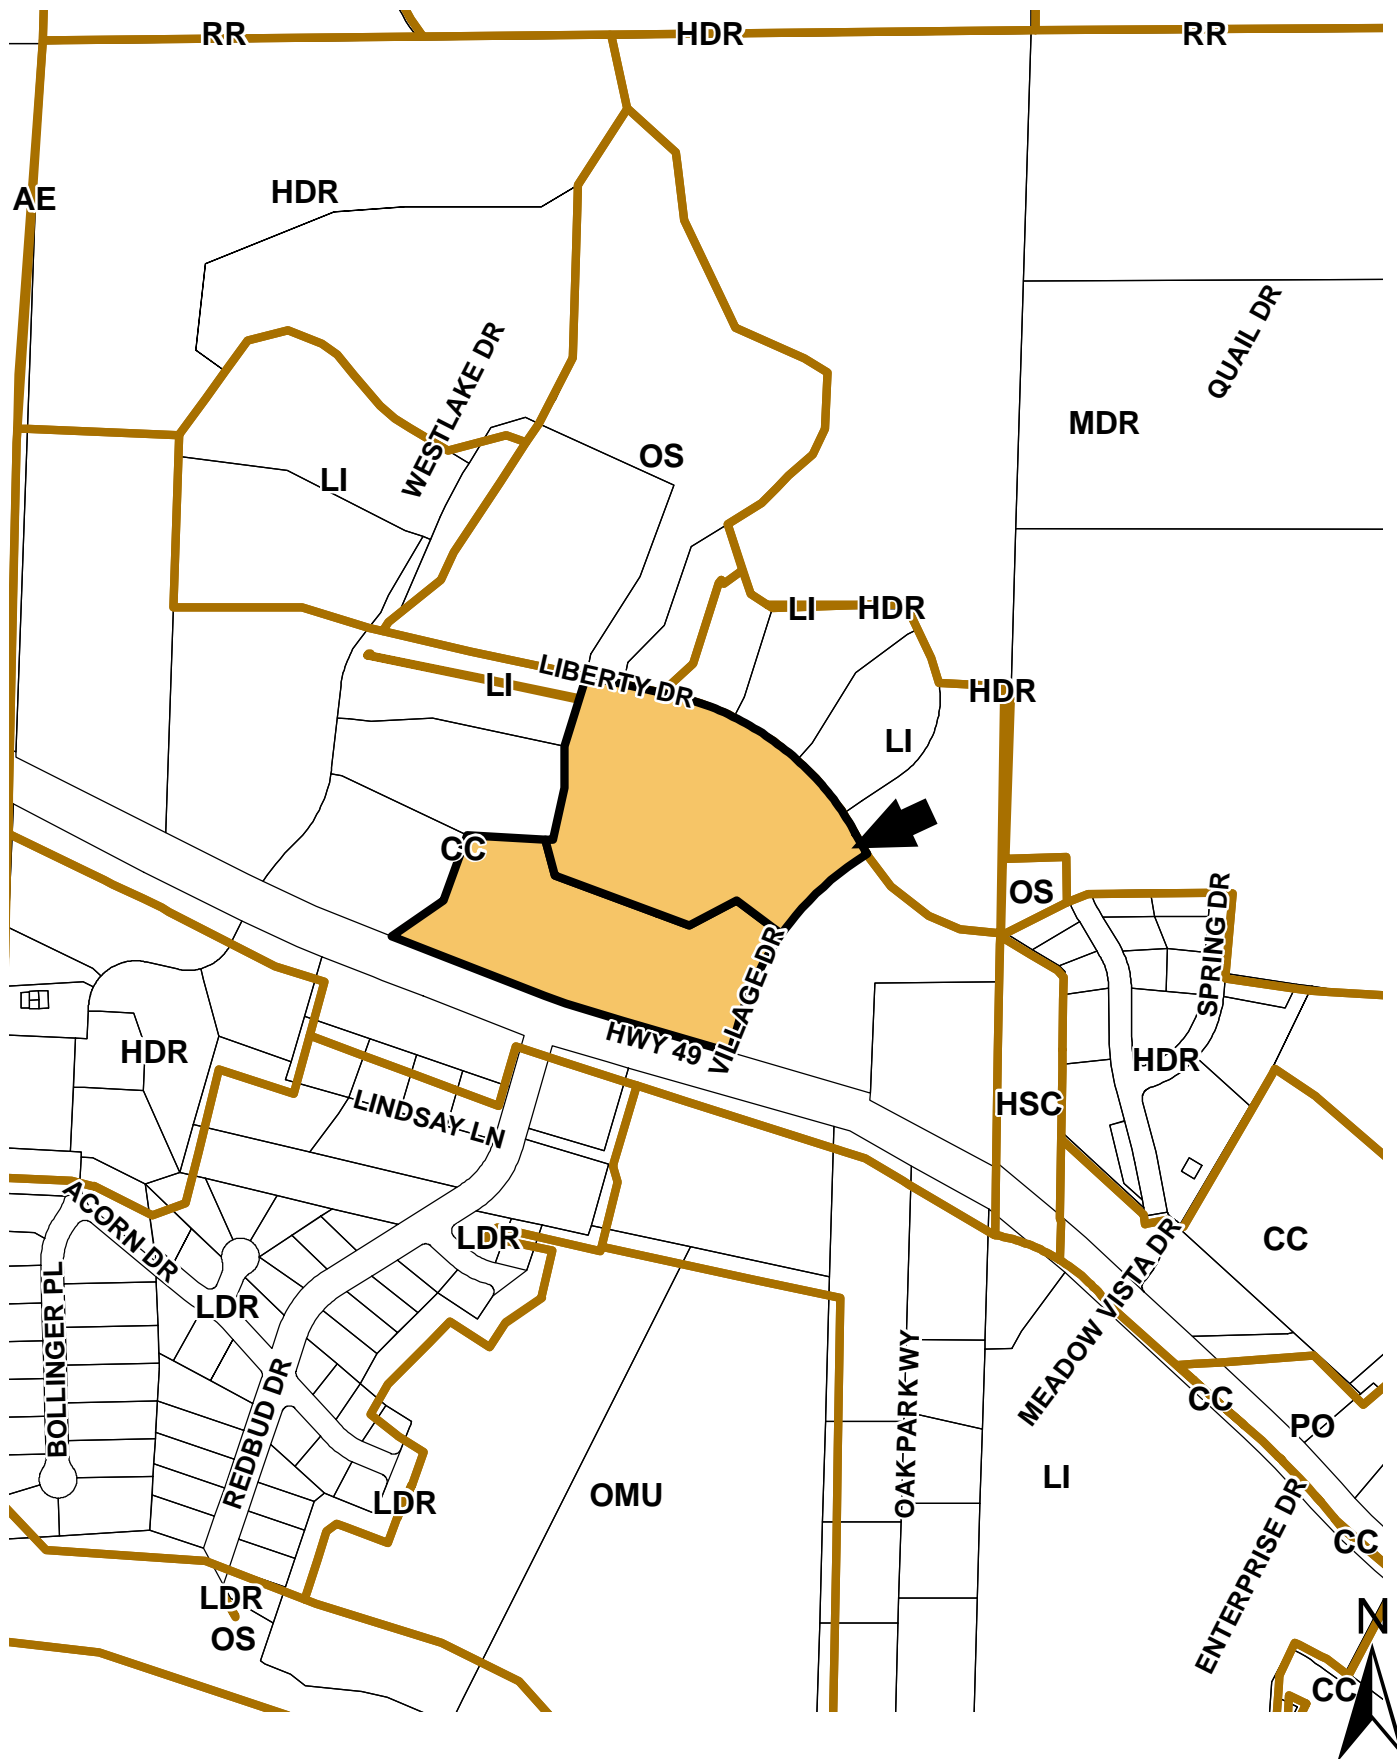 RR
HDR
RR
AE
HDR
QUAIL DR
WESTLAKE DR
MDR
OS
LI
LI
HDR
LIBERTY DR
LI
HDR
LI
CC
OS
SPRING DR
VILLAGE DR
HWY 49
HDR
HDR
H
LINDSAY LN
HSC
ACORN DR
LDR
CC
MEADOW VISTA DR
LDR
BOLLINGER PL
REDBUD DR
OAK PARK WY
CC
PO
LI
OMU
LDR
ENTERPRISE DR
CC
LDR
OS
N
CC